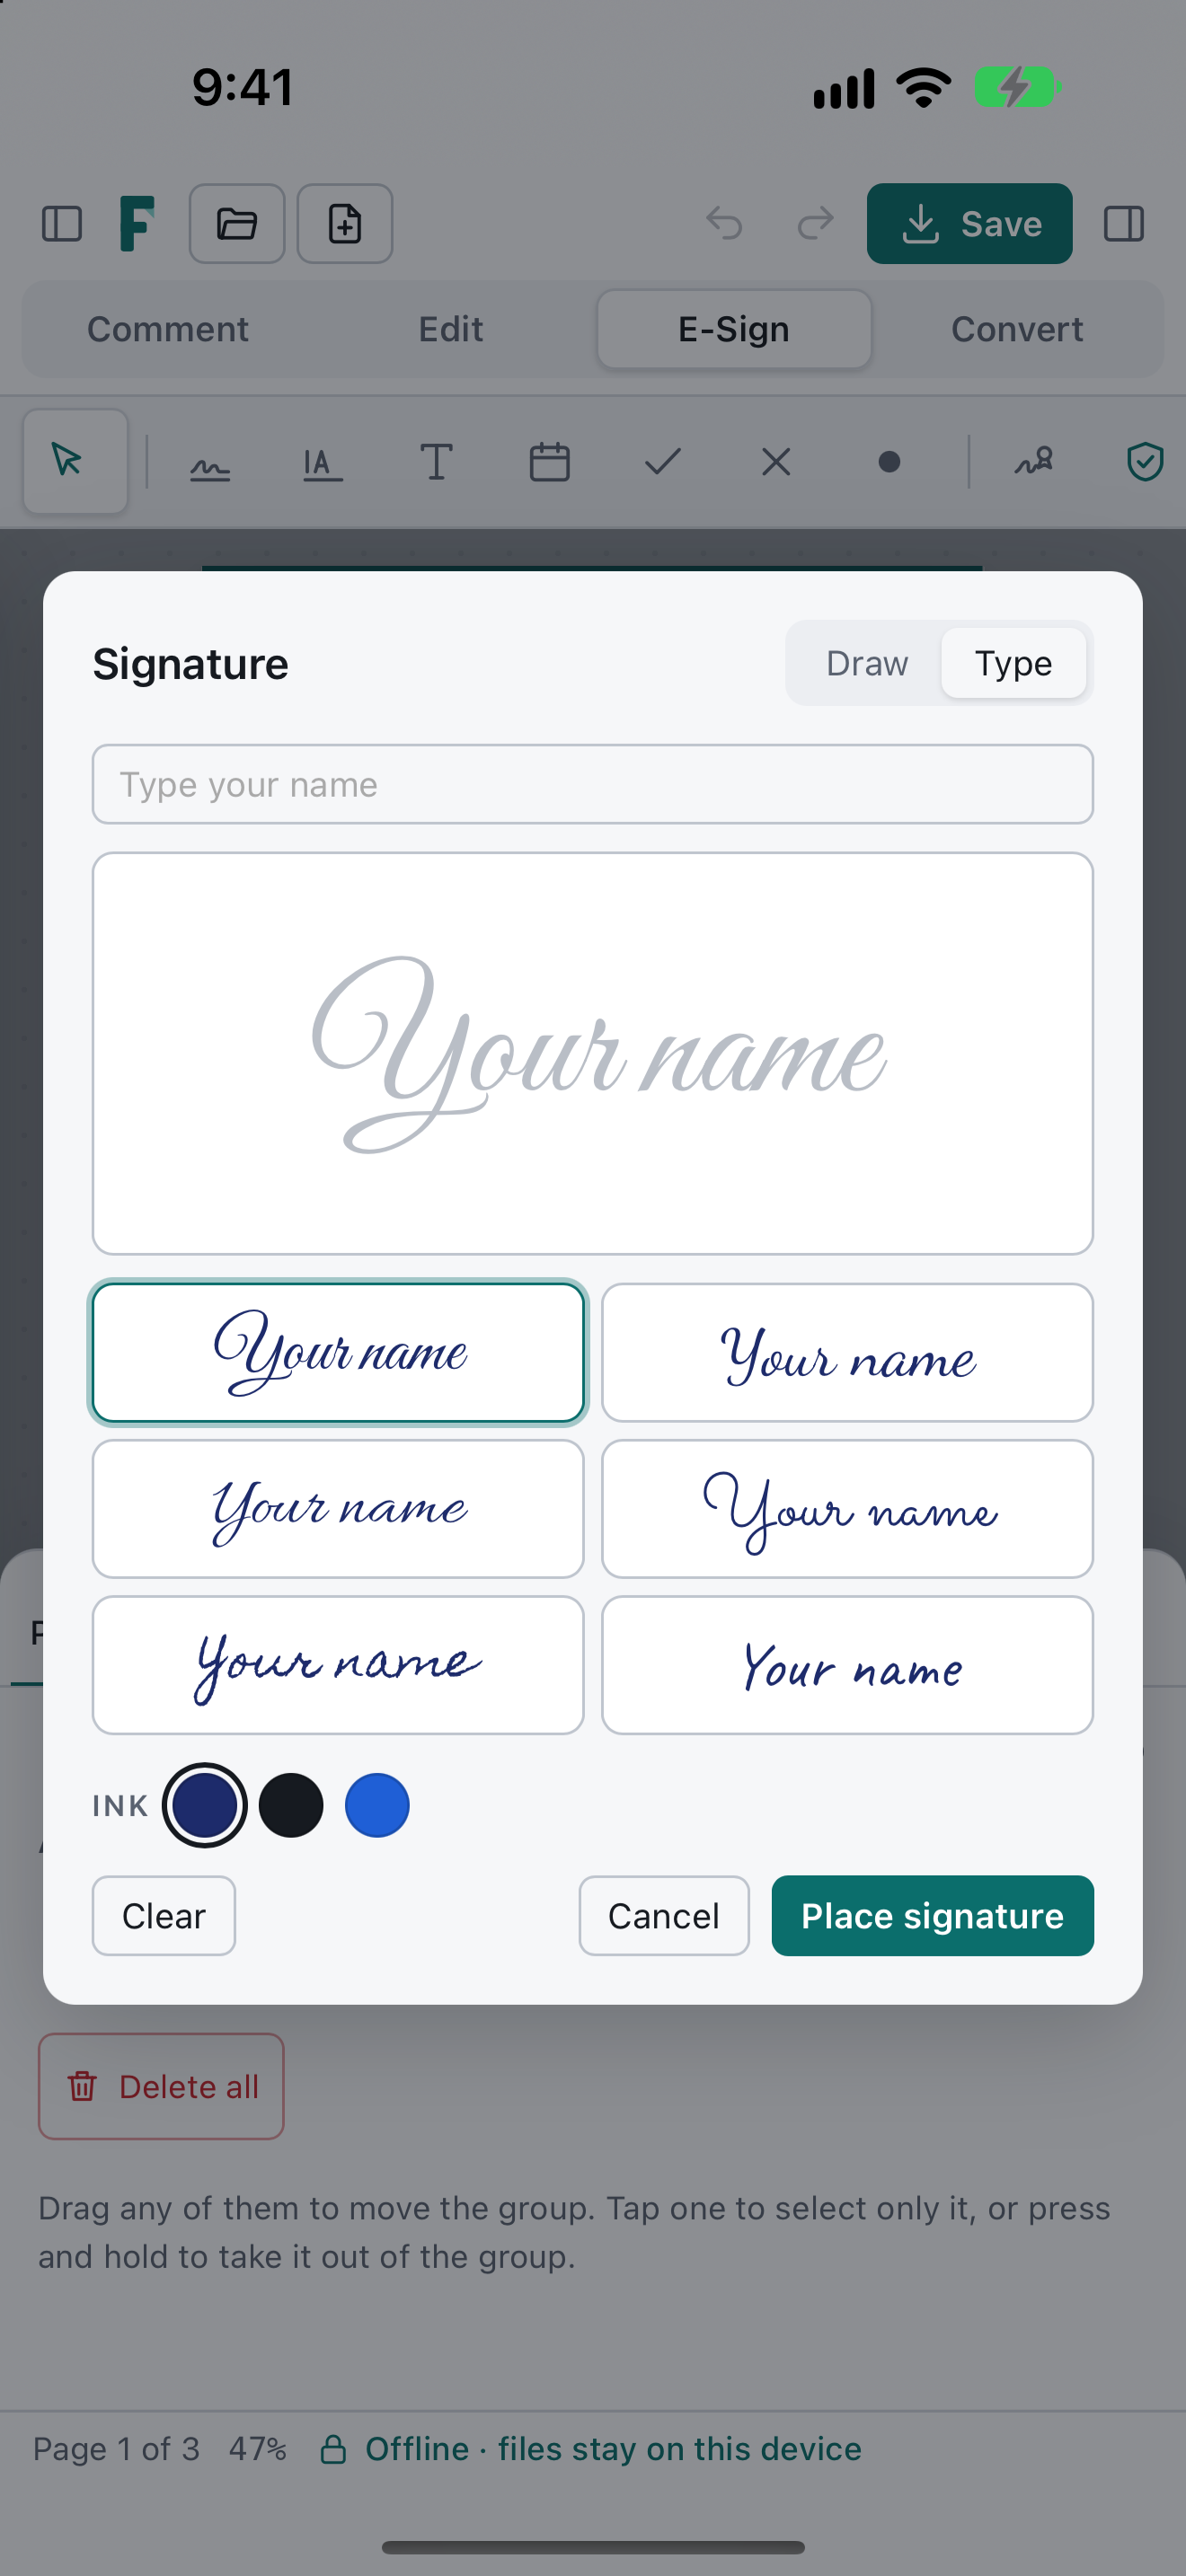 9:41
F
Save
Comment Edit E-Sign Convert
IA T
Signature
Draw Type
Type your name
Your name
Your name
Your name
Your name
Your name
Your name
Your name
INK
Clear Cancel Place signature
Delete all
Drag any of them to move the group. Tap one to select only it, or press
and hold to take it out of the group.
Page 1 of 3 47% Offline · files stay on this device